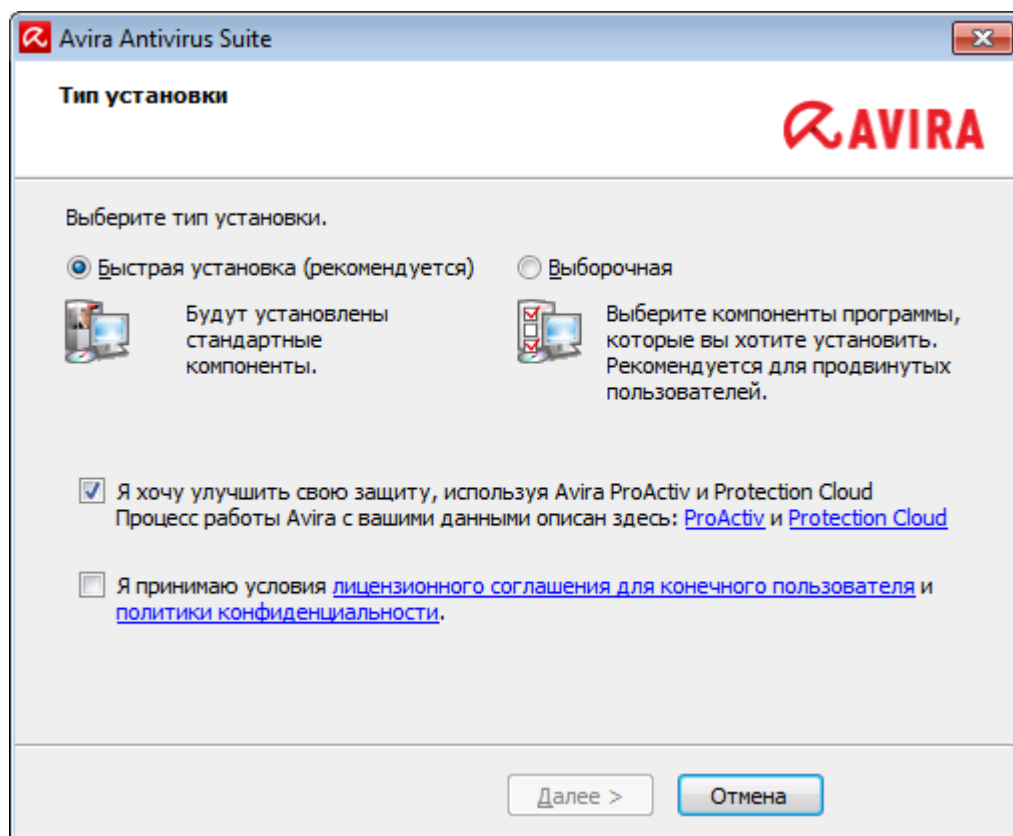 Avira Antivirus Suite
Тип установки
AVIRA
Выберите тип установки.
Быстрая установка (рекомендуется)
Будут установлены
стандартные
компоненты.
Выборочная
Выберите компоненты программы,
которые вы хотите установить.
Рекомендуется для продвинутых
пользователей.
Я хочу улучшить свою защиту, используя Avira ProActiv и Protection Cloud
Процесс работы Avira с вашими данными описан здесь: ProActiv и Protection Cloud
Я принимаю условия лицензионного соглашения для конечного пользователя и
политики конфиденциальности.
Далее >
Отмена